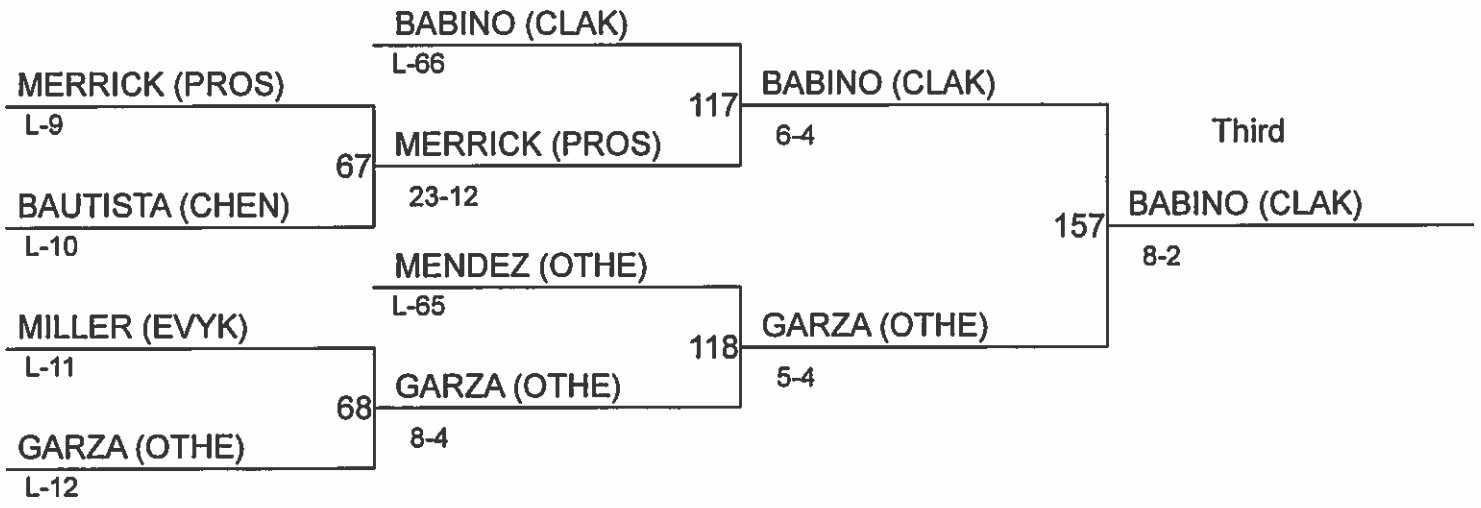 BABINO (CLAK)
L-66
MERRICK (PROS)
L-9
117
BABINO (CLAK)
6-4
Third
67
MERRICK (PROS)
23-12
BAUTISTA (CHEN)
L-10
157
BABINO (CLAK)
8-2
MENDEZ (OTHE)
L-65
MILLER (EVYK)
L-11
118
GARZA (OTHE)
5-4
68
GARZA (OTHE)
8-4
GARZA (OTHE)
L-12